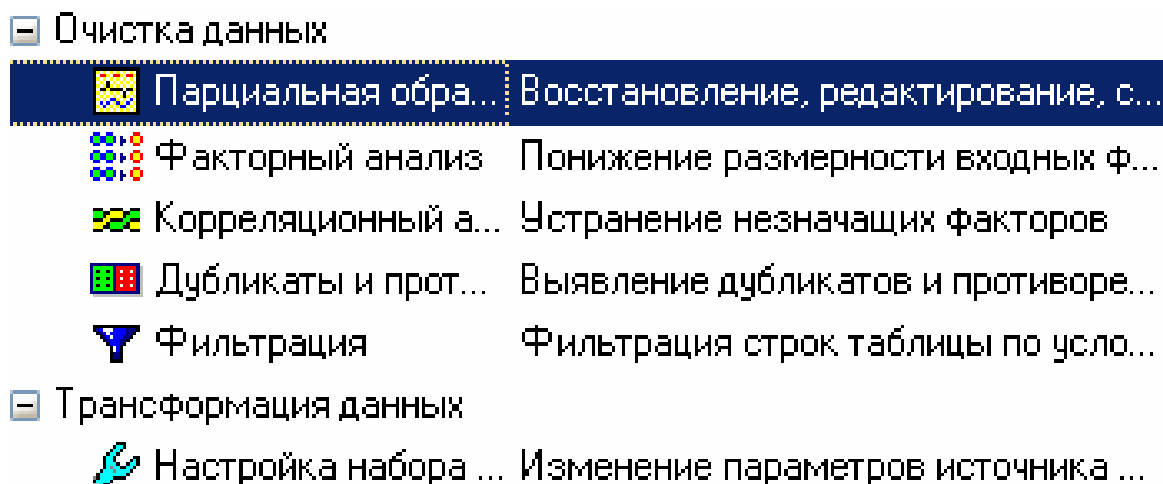 Очистка данных
Парциальная обра... Восстановление, редактирование, с...
Факторный анализ Понижение размерности входных ф...
Корреляционный а... Устранение незначащих факторов
Дубликаты и прот... Выявление дубликатов и противоре...
Фильтрация Фильтрация строк таблицы по усло...
Трансформация данных
Настройка набора ... Изменение параметров источника ...